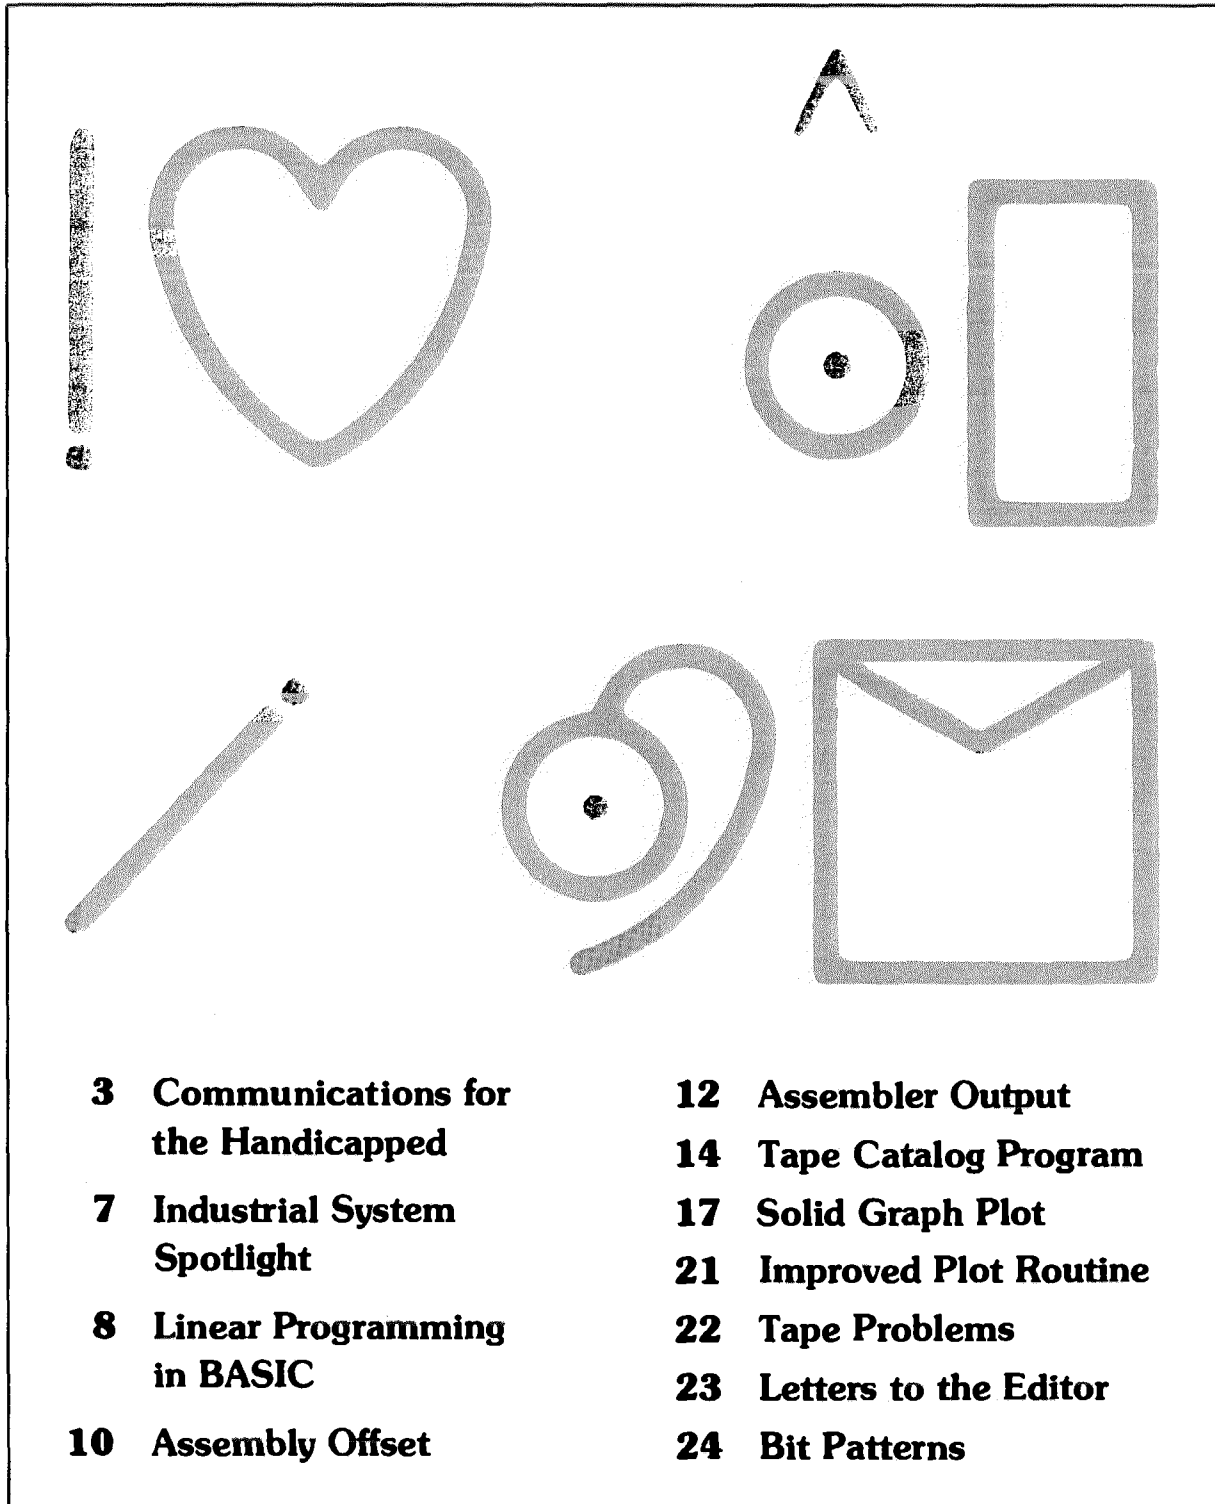 3 Communications for
the Handicapped
7 Industrial System
Spotlight
8 Linear Programming
in BASIC
10 Assembly Offset
12 Assembler Output
14 Tape Catalog Program
17 Solid Graph Plot
21 Improved Plot Routine
22 Tape Problems
23 Letters to the Editor
24 Bit Patterns